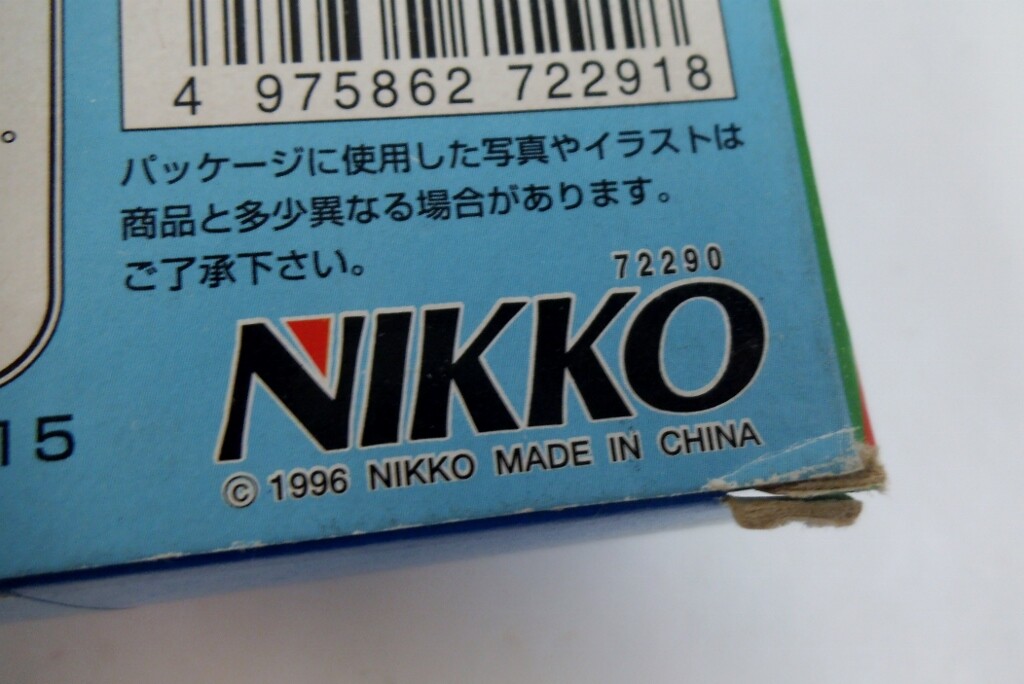 4 975862 722918
。
パッケージに使用した写真やイラストは
商品と多少異なる場合があります。
ご了承下さい。
72290
NIKKO
15
© 1996 NIKKO MADE IN CHINA